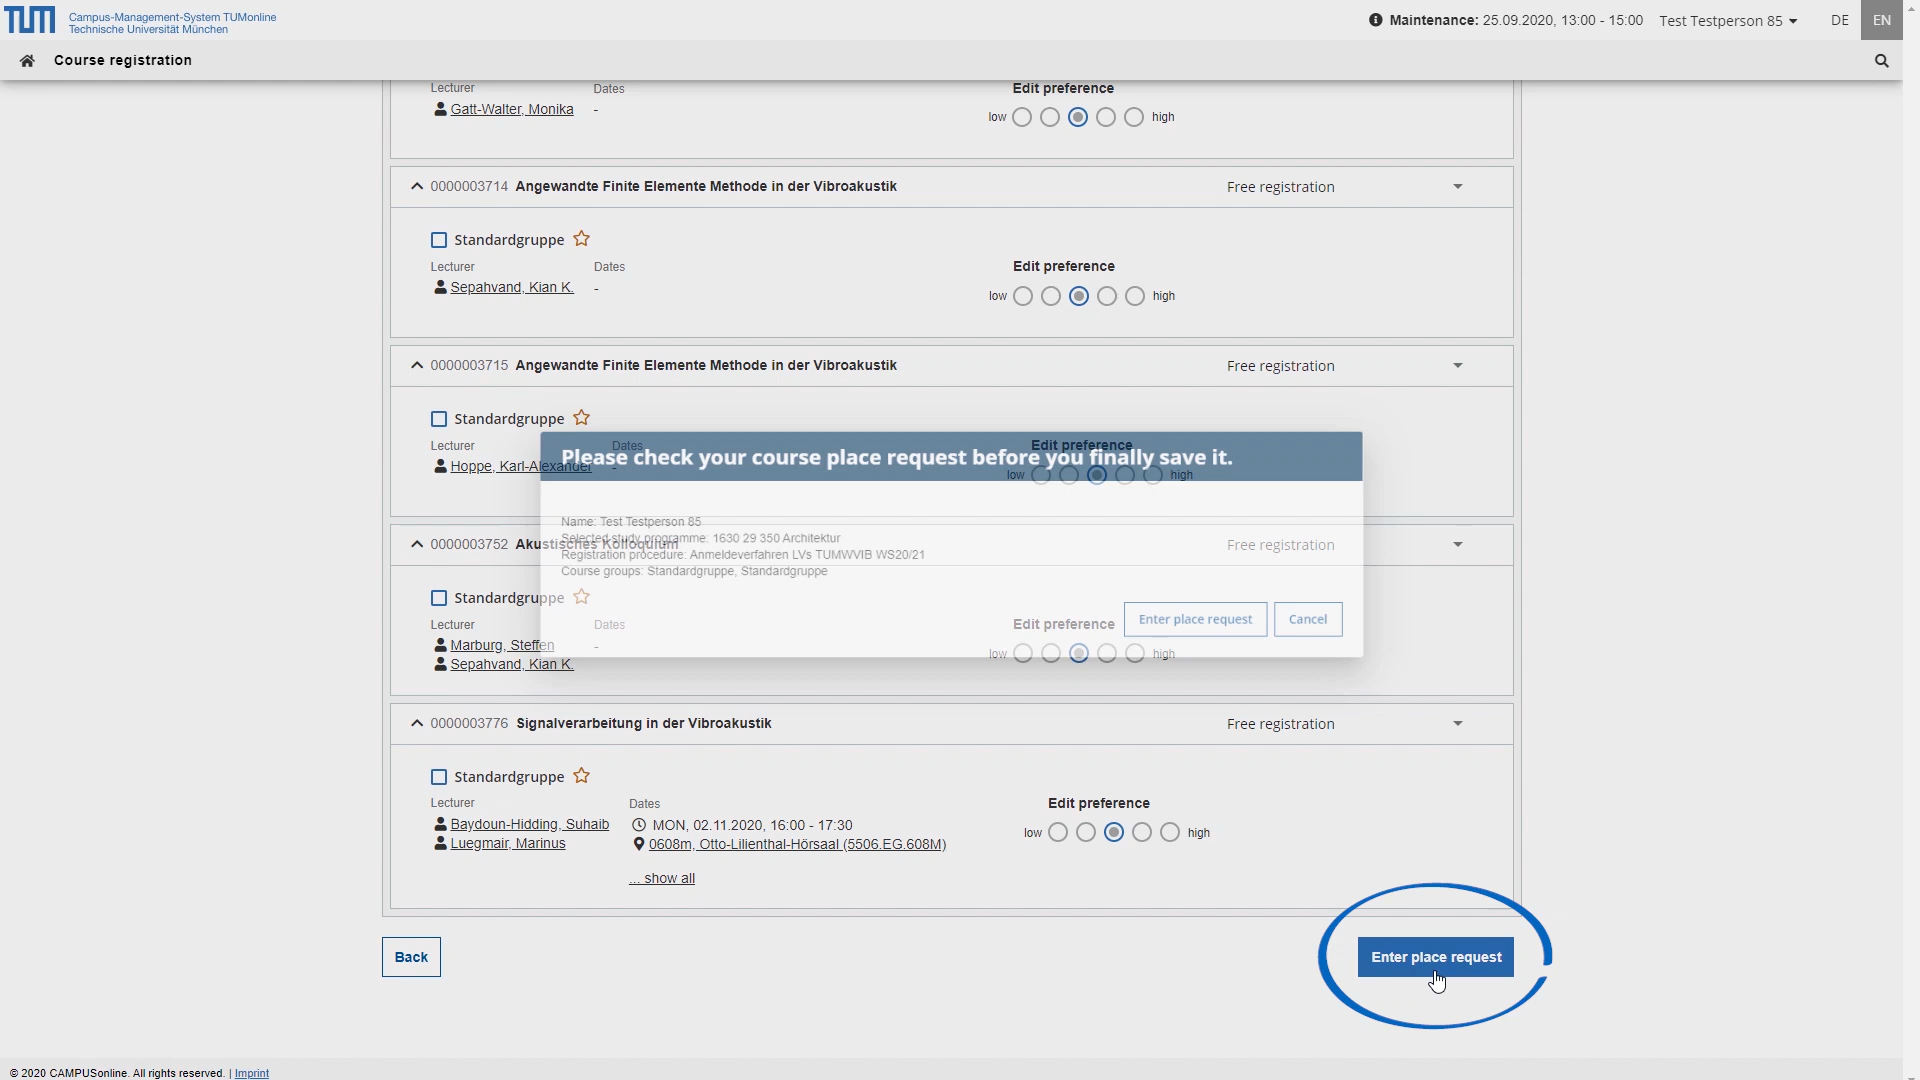 TUM
Campus-Management-System TUMonline
Technische Universität München
Maintenance: 25.09.2020, 13:00 - 15:00
Test Testperson 85
DE
EN
Course registration
Lecturer
Dates
Edit preference
Gatt-Walter, Monika
-
low
high
0000003714 Angewandte Finite Elemente Methode in der Vibroakustik
Free registration
Standardgruppe
Lecturer
Dates
Edit preference
Sepahvand, Kian K.
-
low
high
0000003715 Angewandte Finite Elemente Methode in der Vibroakustik
Free registration
Standardgruppe
Lecturer
Dates
Edit preference
Hoppe, Karl-Alexander
-
low
high
Please check your course place request before you finally save it.
Name: Test Testperson 85
Selected study programme: 1630 29 350 Architektur
Registration procedure: Anmeldeverfahren LVs TUMWVIB WS20/21
Course groups: Standardgruppe, Standardgruppe
Enter place request
Cancel
0000003752 Akustisches Kolloquium
Free registration
Standardgruppe
Lecturer
Dates
Edit preference
Marburg, Steffen
-
Sepahvand, Kian K.
low
high
0000003776 Signalverarbeitung in der Vibroakustik
Free registration
Standardgruppe
Lecturer
Dates
Edit preference
Baydoun-Hidding, Suhaib
MON, 02.11.2020, 16:00 - 17:30
low
high
Luegmair, Marinus
0608m, Otto-Lilienthal-Hörsaal (5506.EG.608M)
... show all
Back
Enter place request
© 2020 CAMPUSonline. All rights reserved. | Imprint